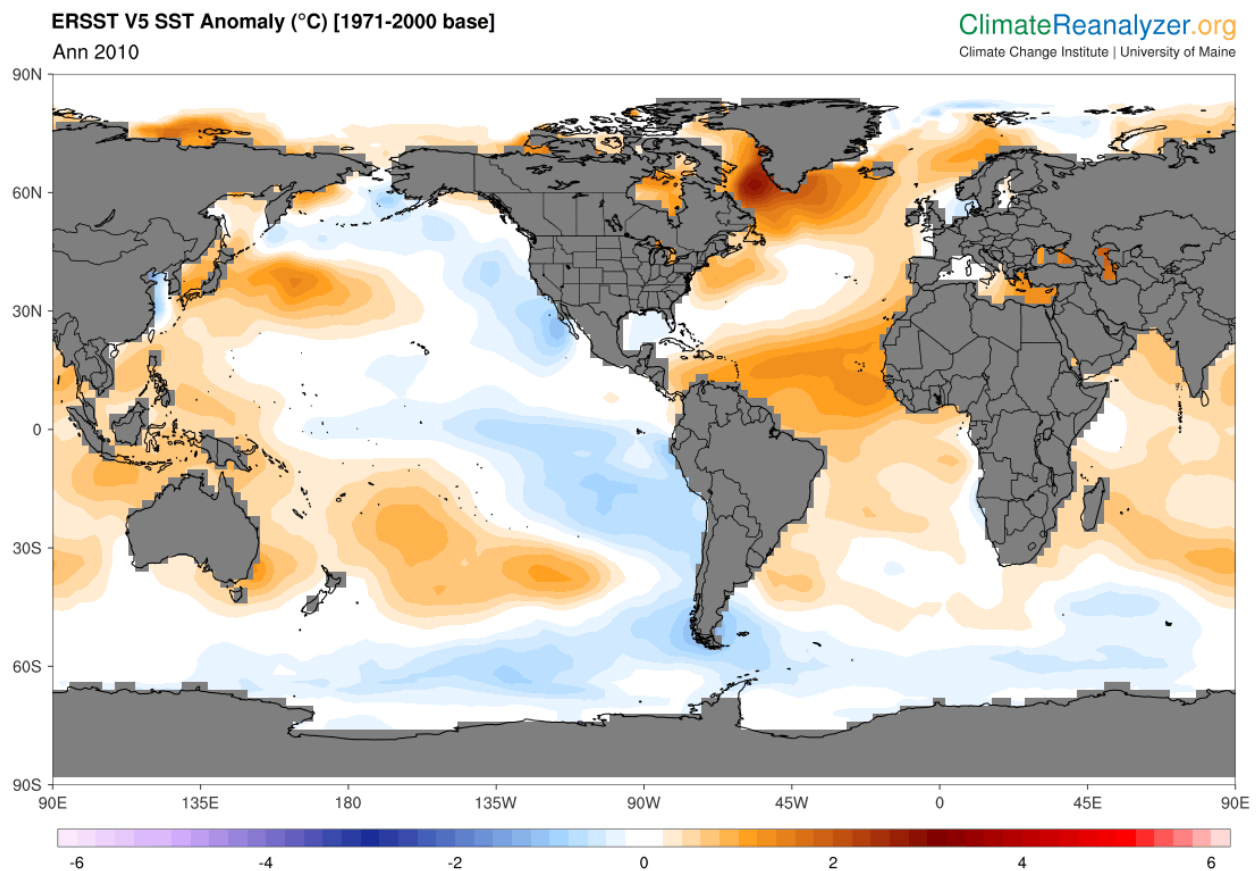 ERSST V5 SST Anomaly (°C) [1971-2000 base]
Ann 2010
ClimateReanalyzer.org
Climate Change Institute | University of Maine
90N
60N
30N
0
30S
60S
90S
90E 135E 180 135W 90W 45W 0 45E 90E
-6 -4 -2 0 2 4 6